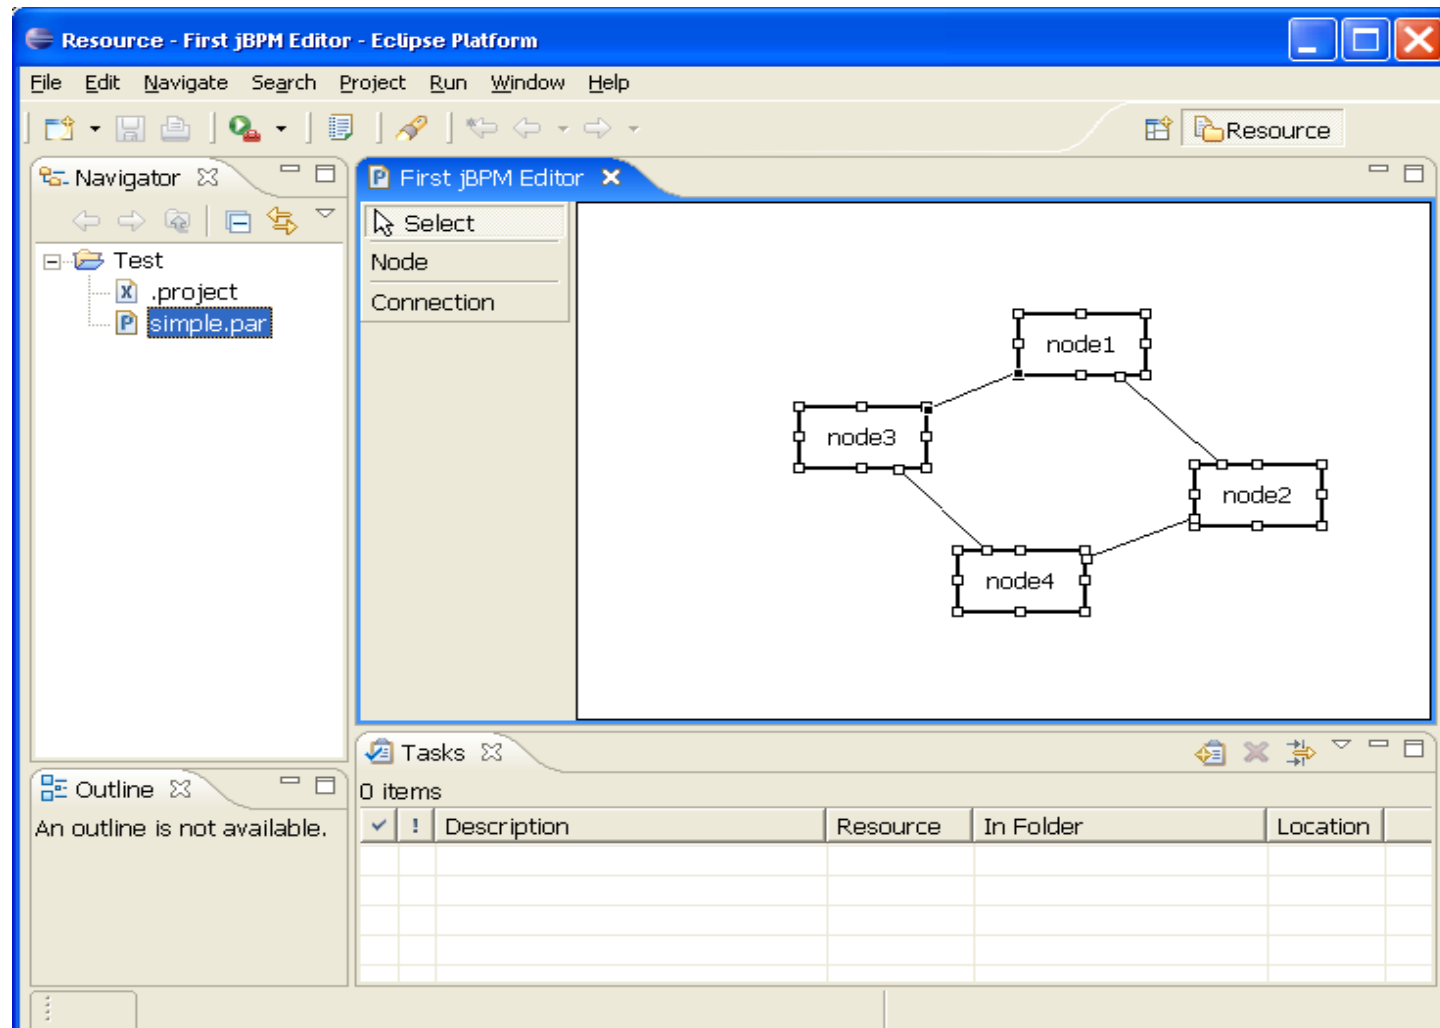 Resource - First jBPM Editor - Eclipse Platform
File Edit Navigate Search Project Run Window Help
Resource
Navigator
First jBPM Editor
Select
Node
Connection
Test
.project
simple.par
node1
node3
node2
node4
Tasks
0 items
! Description Resource In Folder Location
Outline
An outline is not available.